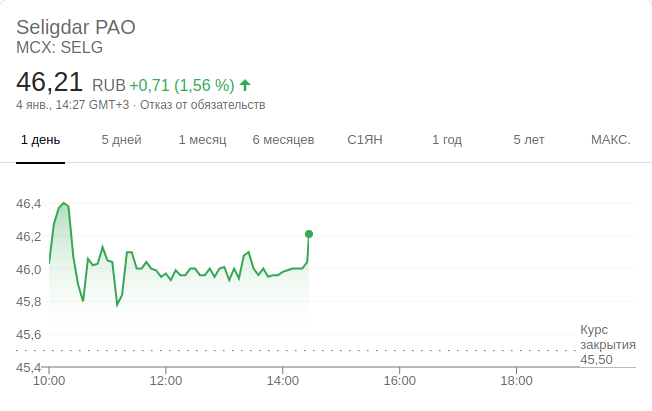 Seligdar PAO
MCX: SELG
46,21 RUB +0,71 (1,56 %)
4 янв., 14:27 GMT+3 · Отказ от обязательств
1 день 5 дней 1 месяц 6 месяцев С1ЯН 1 год 5 лет МАКС.
46,4
46,2
46,0
45,8
45,6
Курс
закрытия
45,50
45,4
10:00 12:00 14:00 16:00 18:00